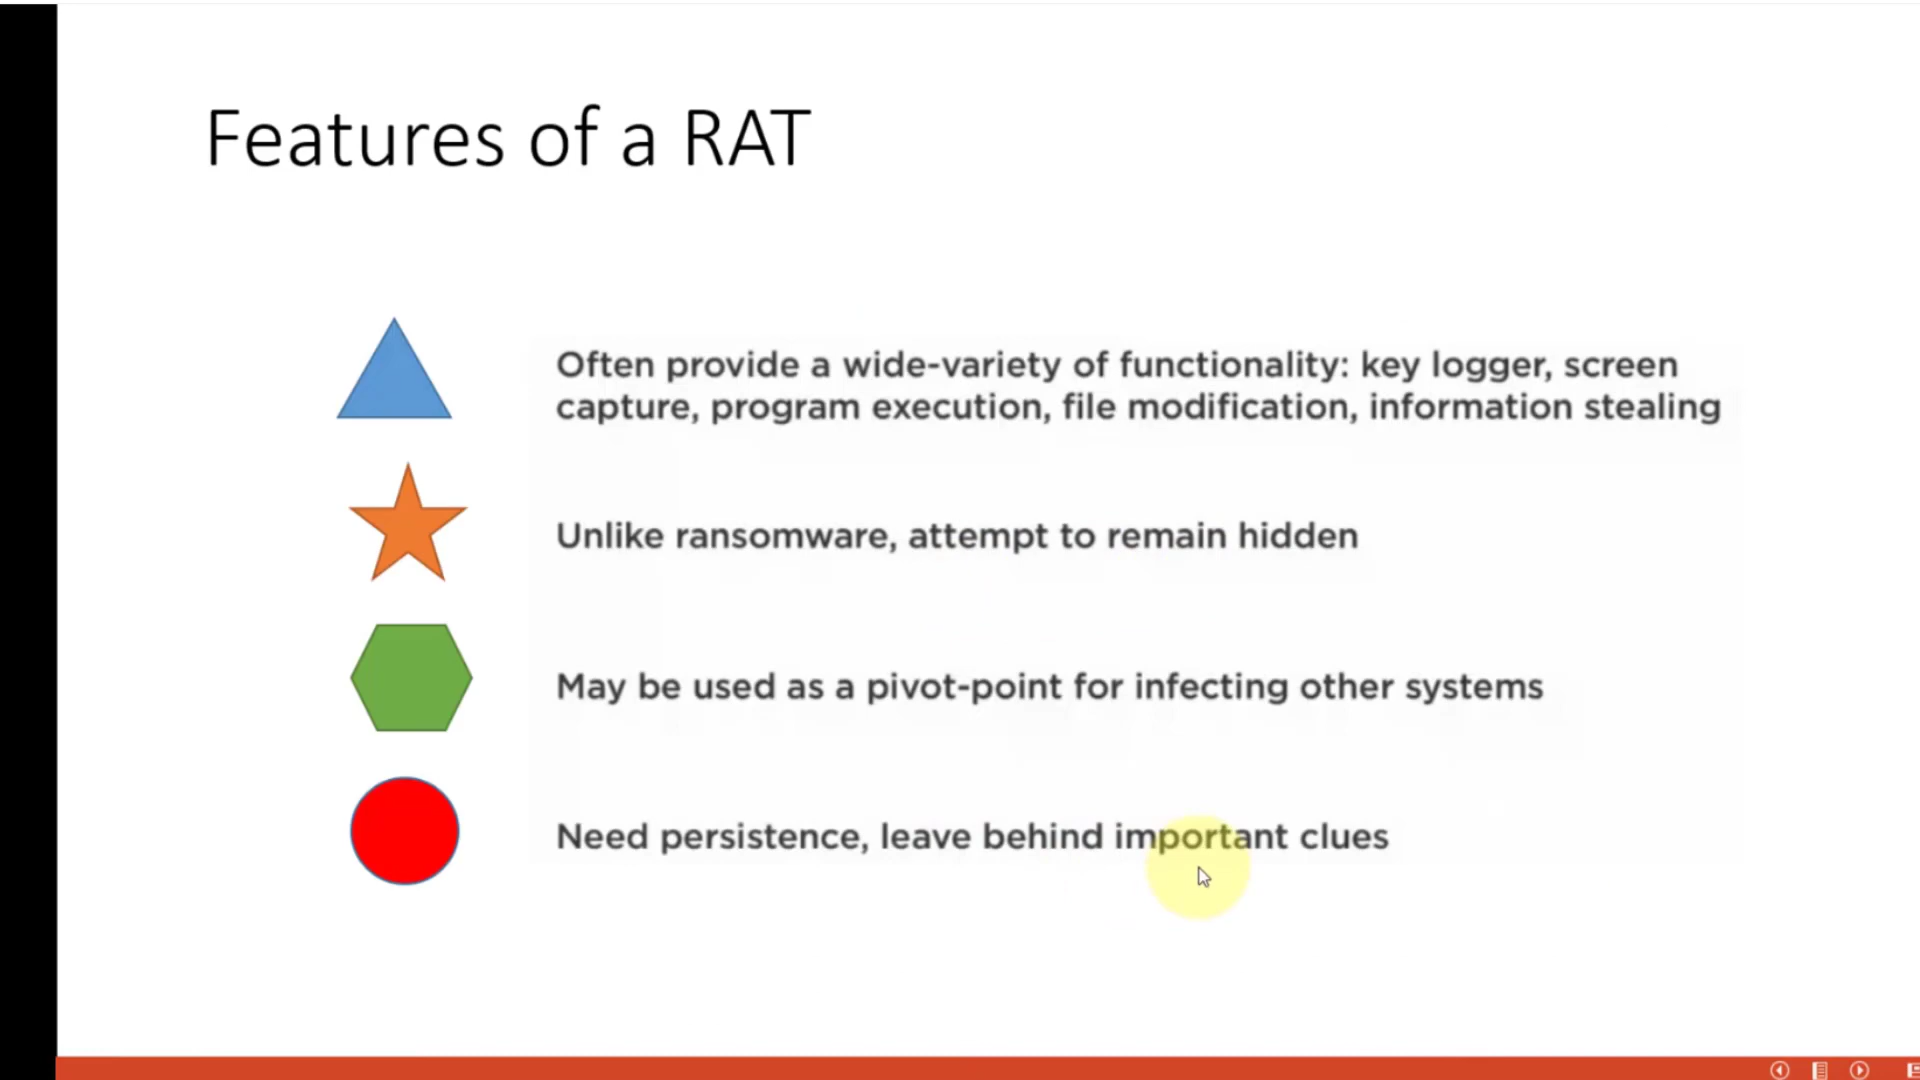 Features of a RAT
Often provide a wide-variety of functionality: key logger, screen
capture, program execution, file modification, information stealing
Unlike ransomware, attempt to remain hidden
May be used as a pivot-point for infecting other systems
Need persistence, leave behind important clues